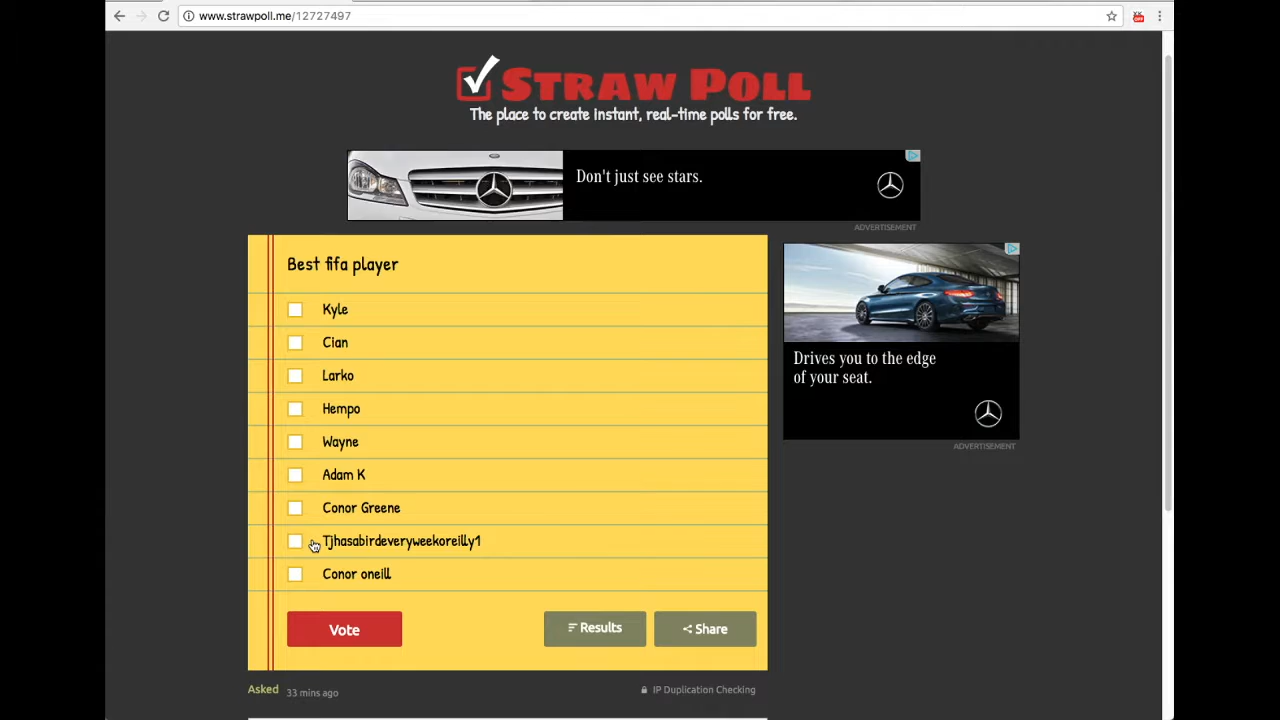 www.strawpoll.me/12727497
STRAW POLL
The place to create instant, real-time polls for free.
Don't just see stars.
ADVERTISEMENT
Best fifa player
Kyle
Cian
Larko
Hempo
Wayne
Adam K
Conor Greene
Tjhasabirdeveryweekoreilly1
Conor oneill
Vote
Results
Share
Drives you to the edge
of your seat.
ADVERTISEMENT
Asked 33 mins ago
IP Duplication Checking